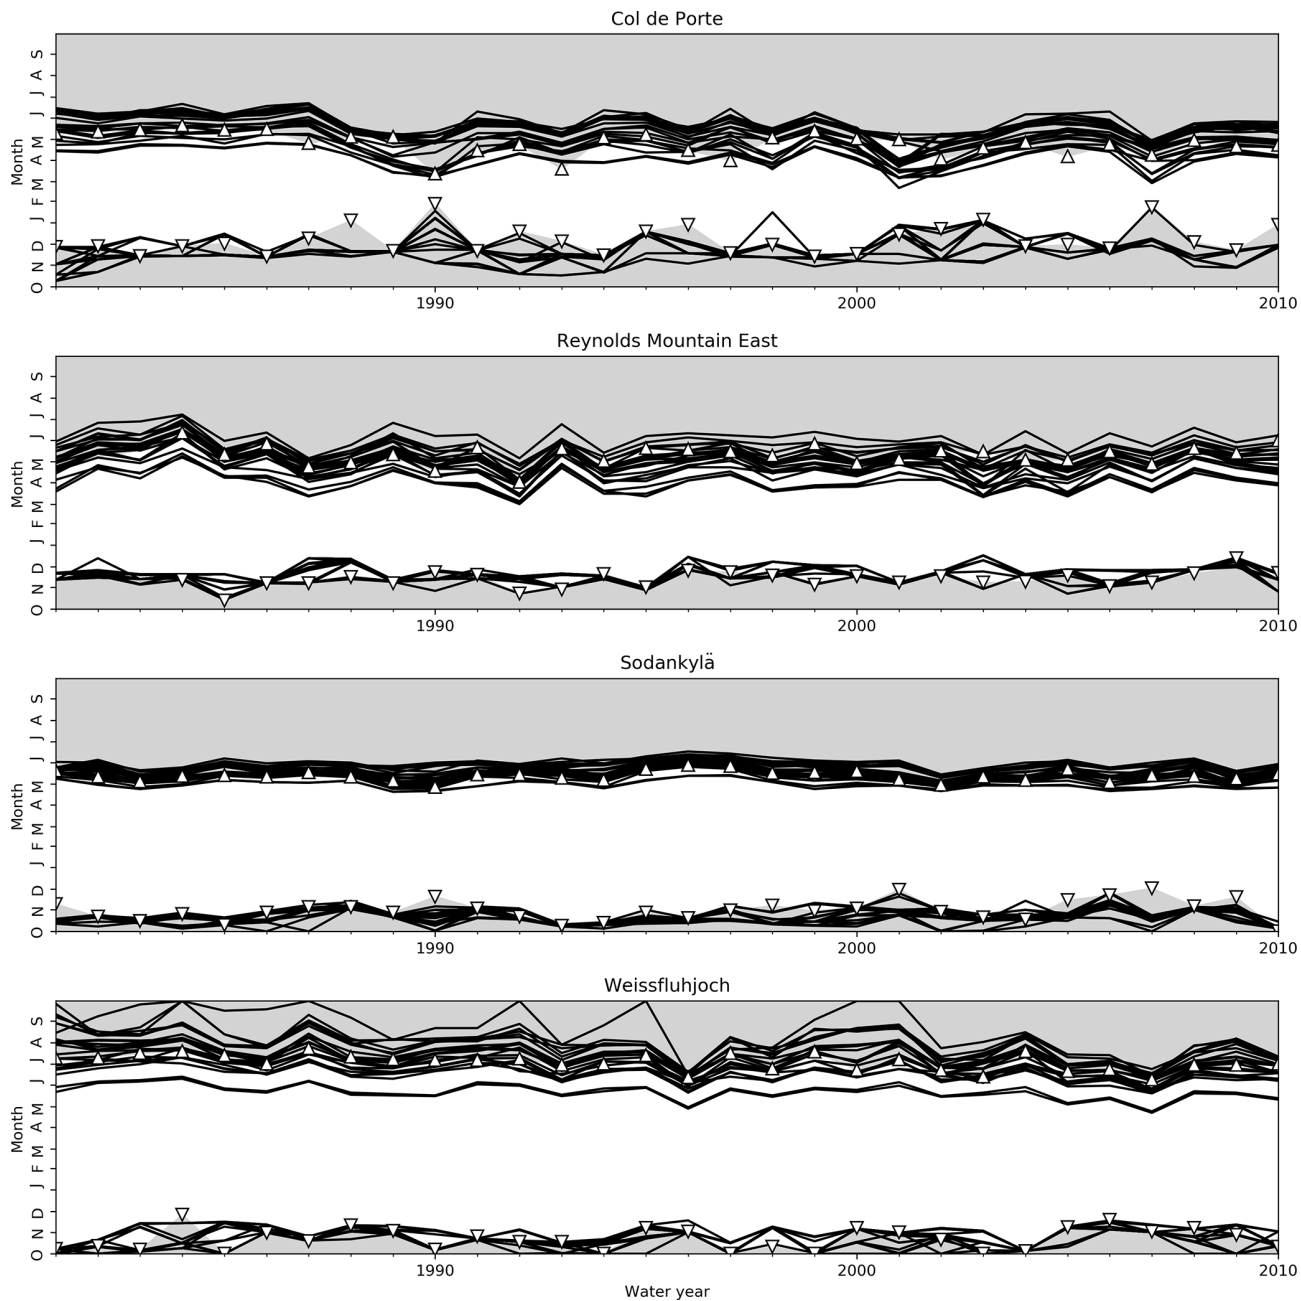 Col de Porte
Month
O N D J F M A M J J A S
1990 2000 2010
Reynolds Mountain East
Month
O N D J F M A M J J A S
1990 2000 2010
Sodankylä
Month
O N D J F M A M J J A S
1990 2000 2010
Weissfluhjoch
Month
O N D J F M A M J J A S
1990 2000 2010
Water year